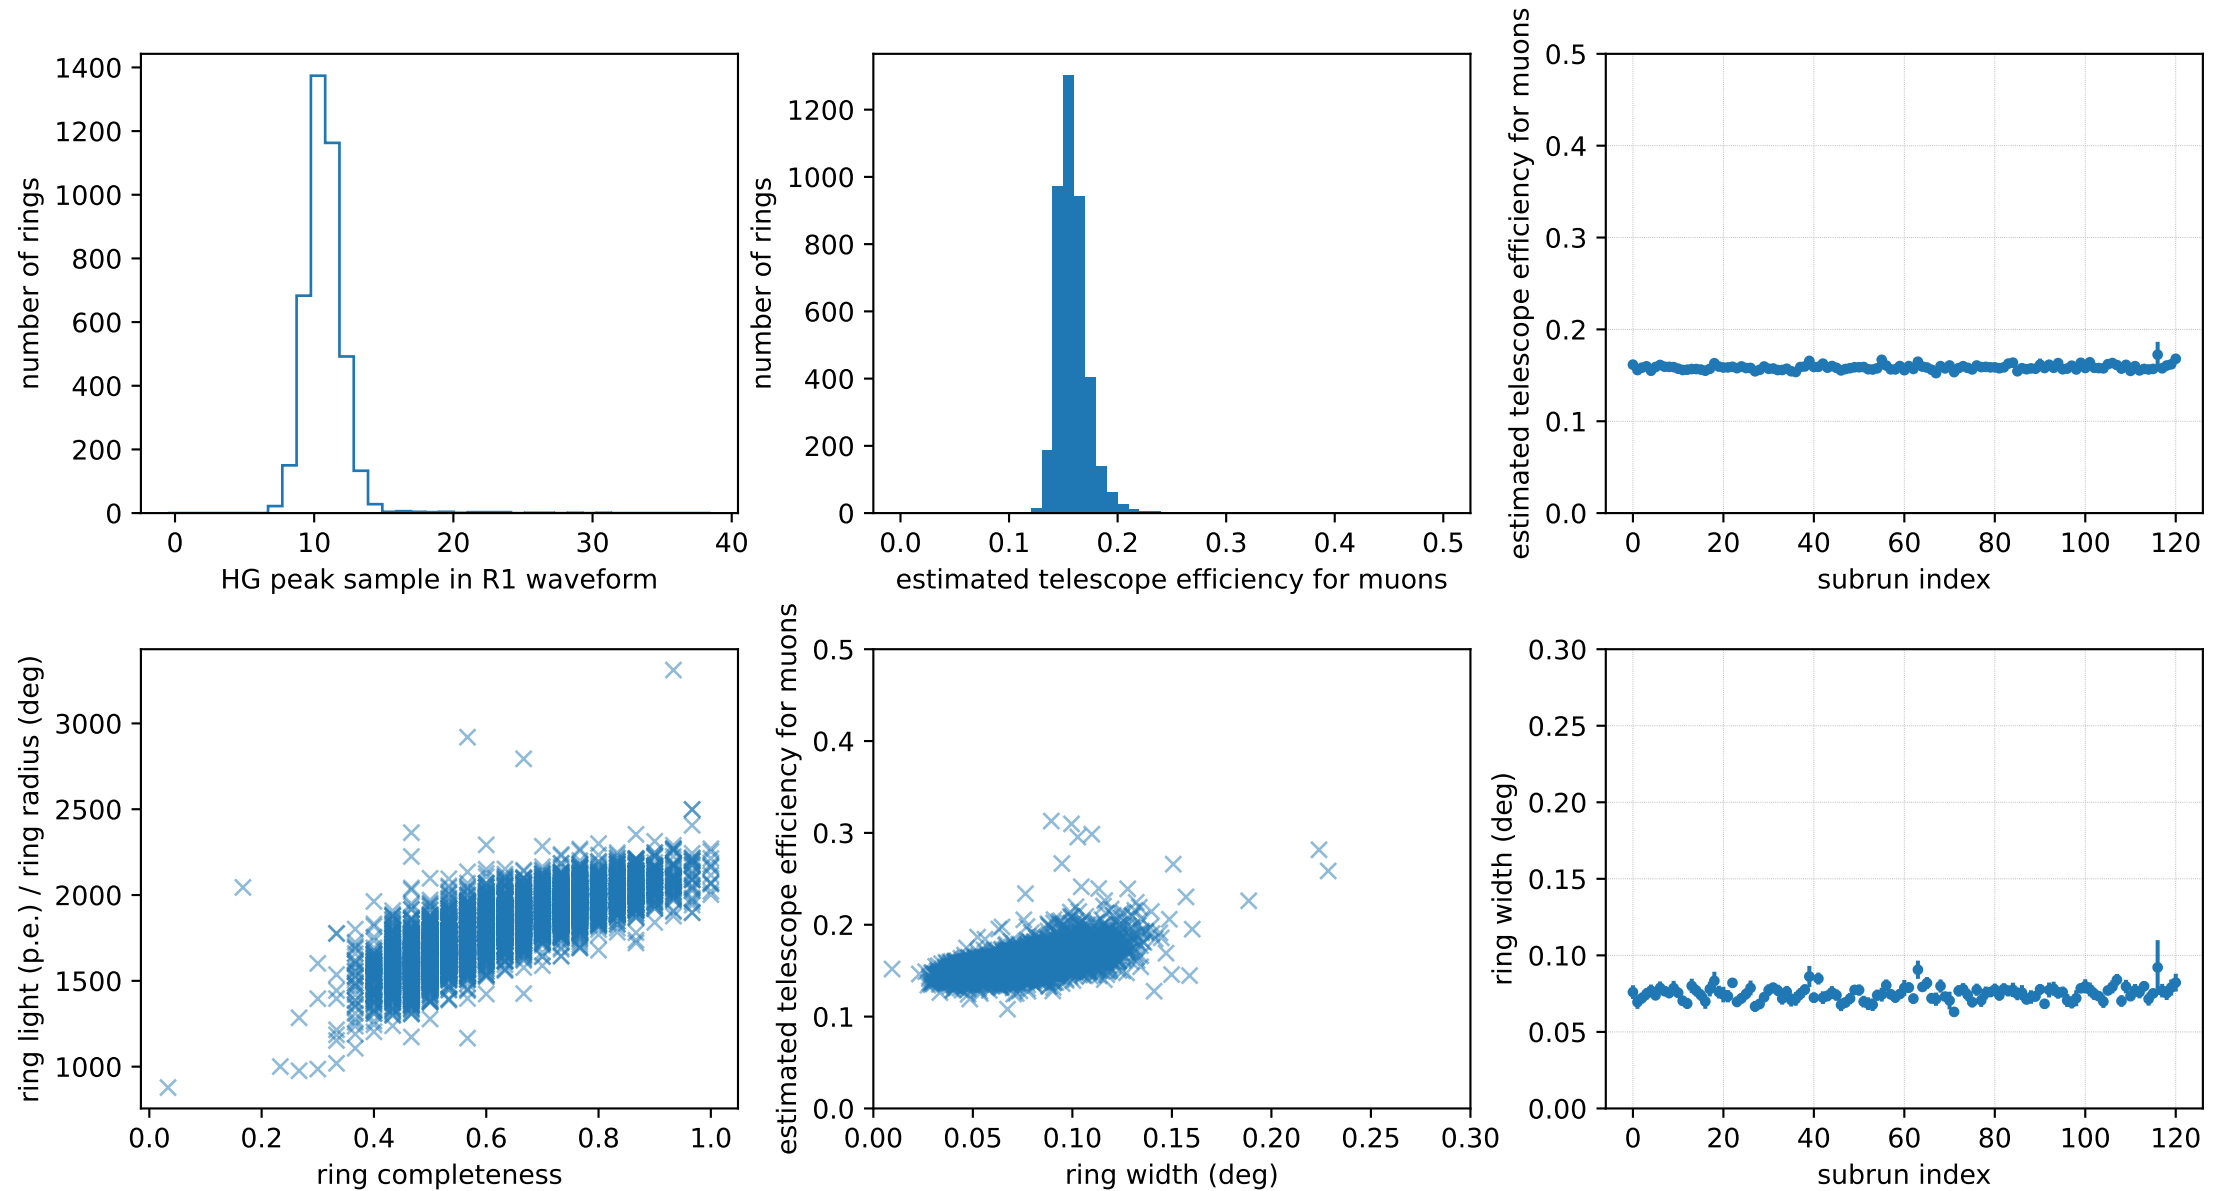 1400
1200
1000
800
600
400
200
0
number of rings
0 10 20 30 40
HG peak sample in R1 waveform
1200
1000
800
600
400
200
0
number of rings
0.0 0.1 0.2 0.3 0.4 0.5
estimated telescope efficiency for muons
0.5
0.4
0.3
0.2
0.1
0.0
estimated telescope efficiency for muons
0 20 40 60 80 100 120
subrun index
3000
2500
2000
1500
1000
ring light (p.e.) / ring radius (deg)
0.0 0.2 0.4 0.6 0.8 1.0
ring completeness
0.5
0.4
0.3
0.2
0.1
0.0
estimated telescope efficiency for muons
0.00 0.05 0.10 0.15 0.20 0.25 0.30
ring width (deg)
0.30
0.25
0.20
0.15
0.10
0.05
0.00
ring width (deg)
0 20 40 60 80 100 120
subrun index